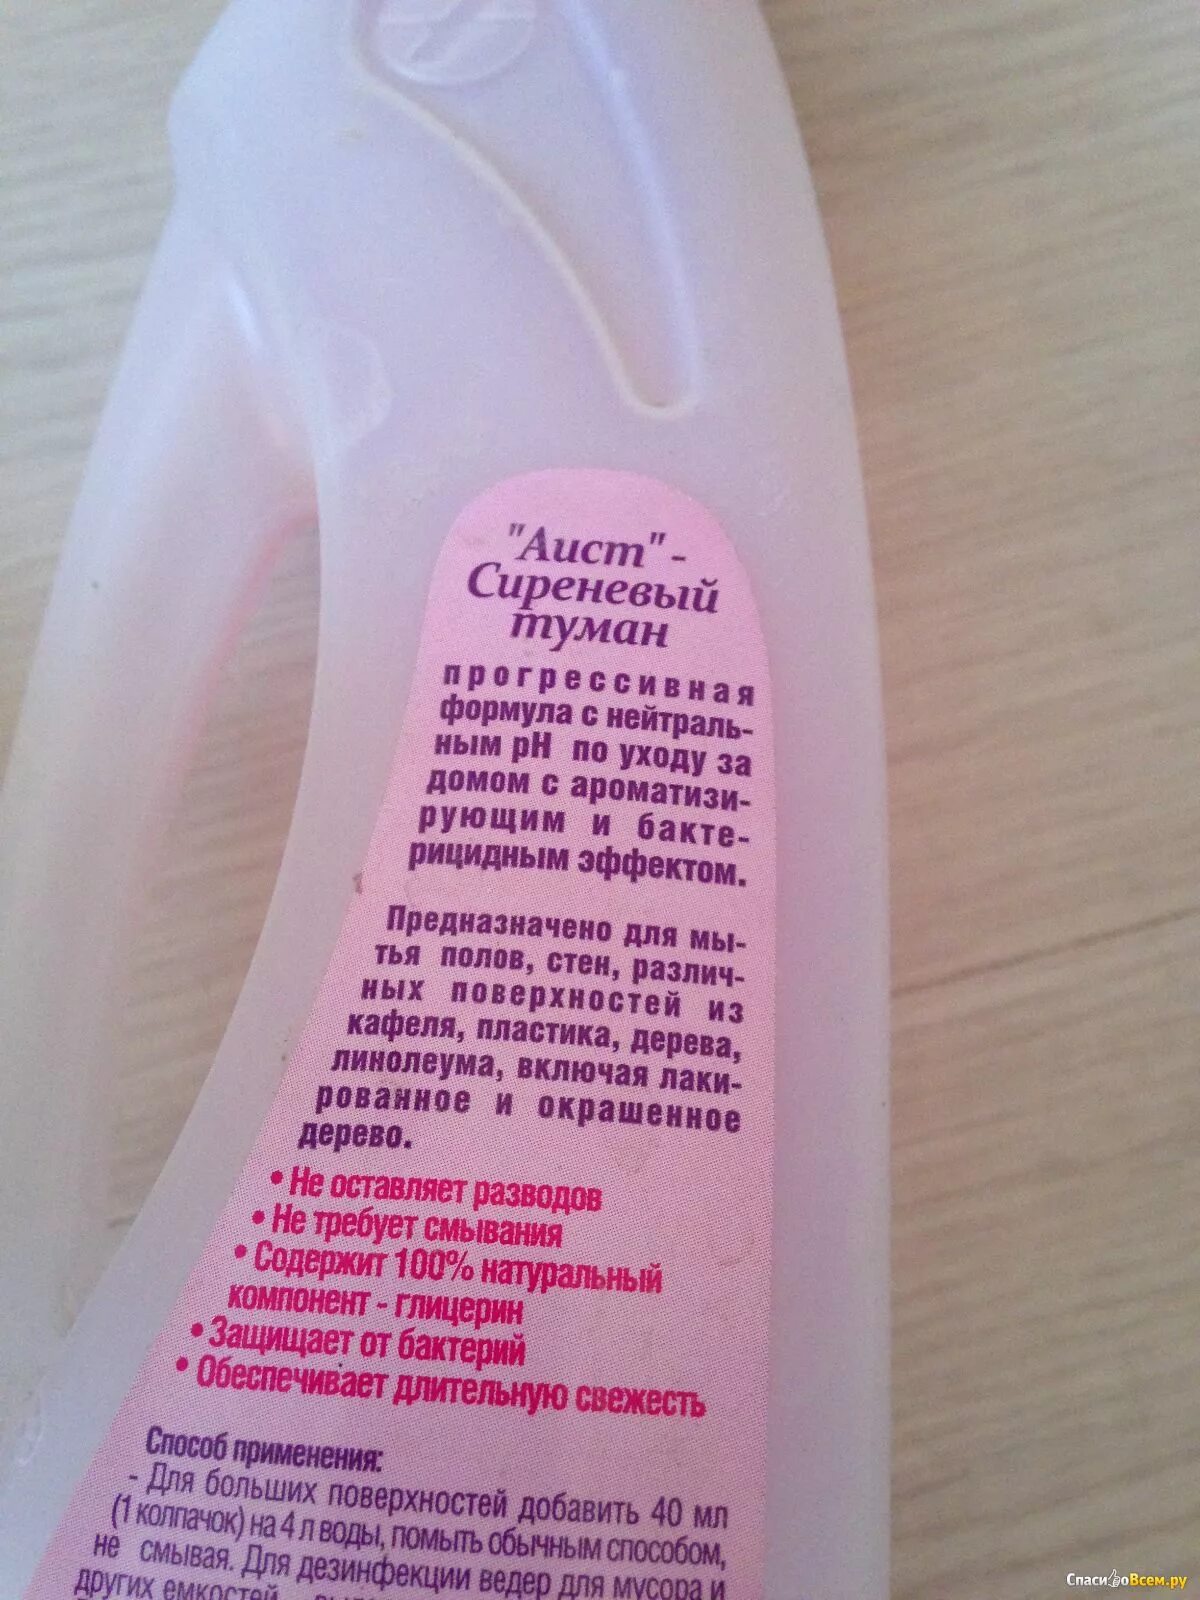 "Аист" -
Сиреневый
туман
прогрессивная
формула с нейтраль-
ным pH по уходу за
домом с ароматизи-
рующим и бакте-
рицидным эффектом.
Предназначено для мы-
тья полов, стен, различ-
ных поверхностей из
кафеля, пластика, дерева,
линолеума, включая лаки-
рованное и окрашенное
дерево.
• Не оставляет разводов
• Не требует смывания
• Содержит 100% натуральный
компонент - глицерин
• Защищает от бактерий
• Обеспечивает длительную свежесть
Способ применения:
- Для больших поверхностей добавить 40 мл
(1 колпачок) на 4 л воды, помыть обычным способом,
не смывая. Для дезинфекции ведер для мусора и
других емкостей
СпасибоВсем.ру